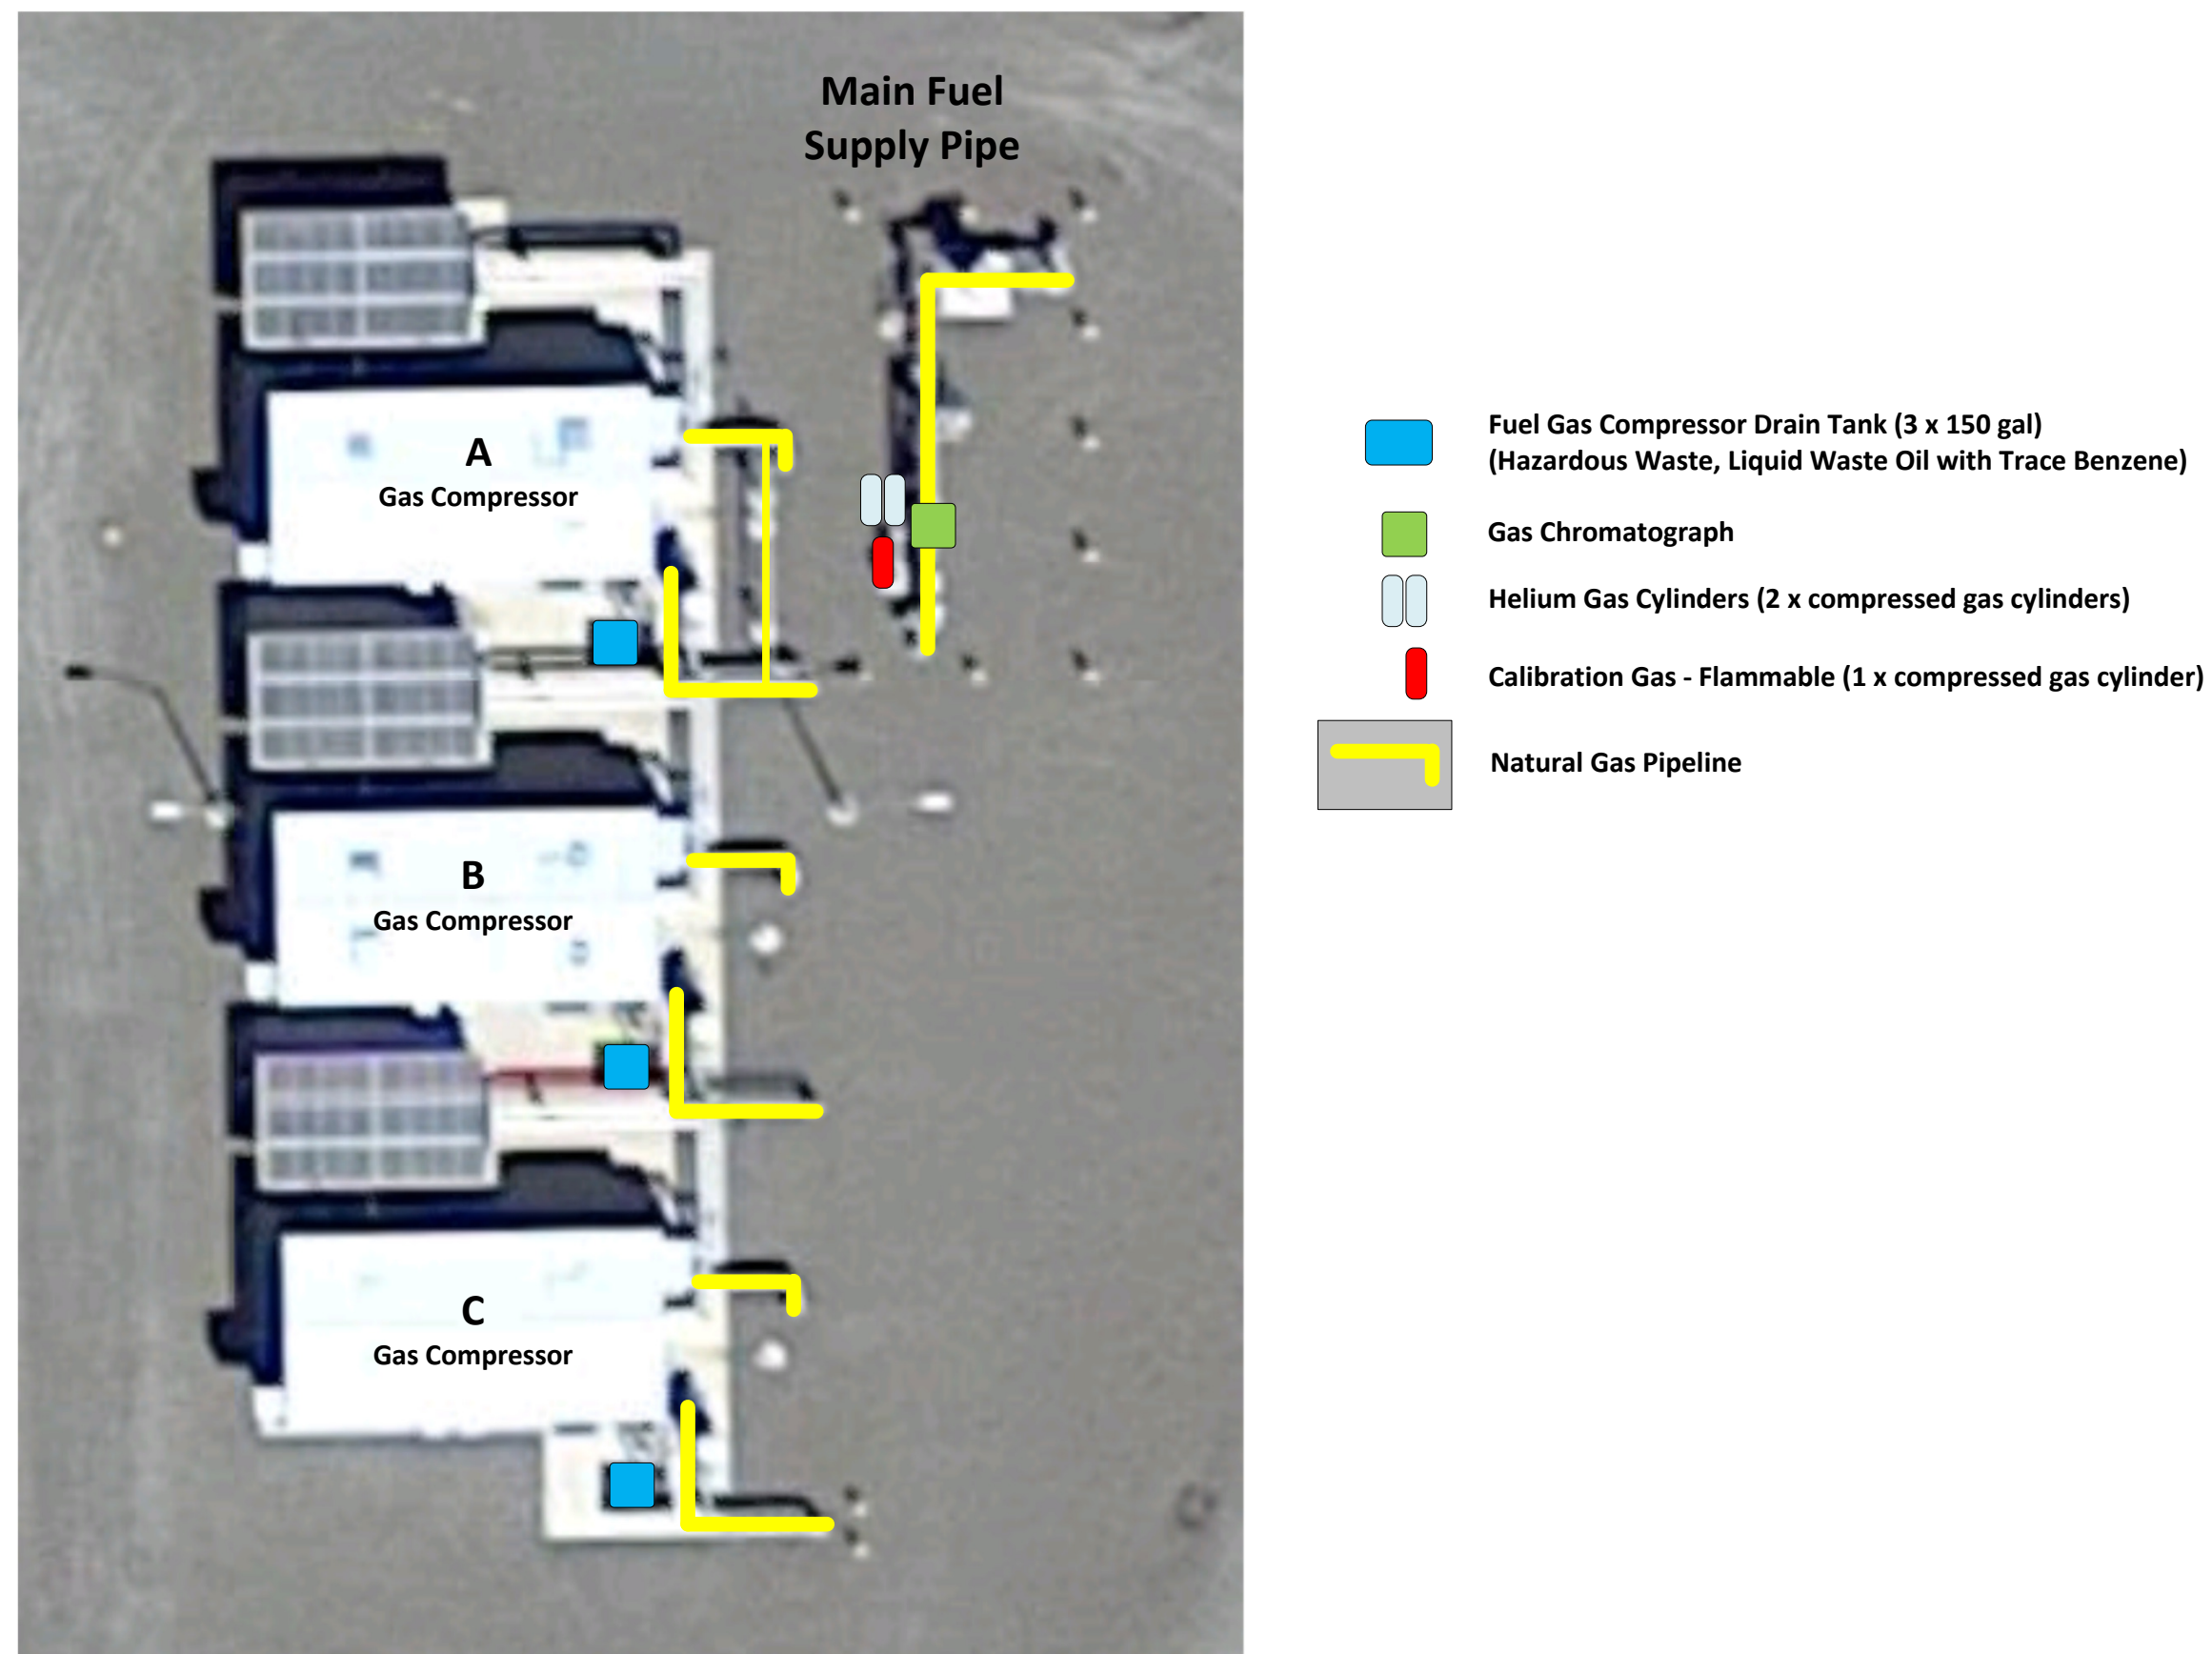 Main Fuel
Supply Pipe
A
Gas Compressor
B
Gas Compressor
C
Gas Compressor
Fuel Gas Compressor Drain Tank (3 x 150 gal)
(Hazardous Waste, Liquid Waste Oil with Trace Benzene)
Gas Chromatograph
Helium Gas Cylinders (2 x compressed gas cylinders)
Calibration Gas - Flammable (1 x compressed gas cylinder)
Natural Gas Pipeline